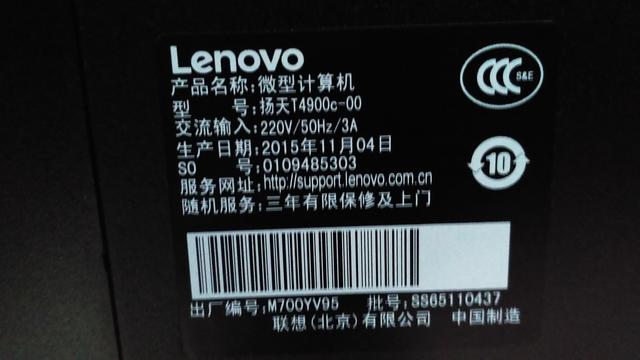 Lenovo
产品名称:微型计算机
型 号:扬天T4900c-00
交流输入:220V/50Hz/3A
生产日期:2015年11月04日
SO 号:0109485303
服务网址:http://support.lenovo.com.cn
随机服务:三年有限保修及上门
CCC S&E
10
出厂编号:M700YV95 批号:SS65110437
联想(北京)有限公司 中国制造